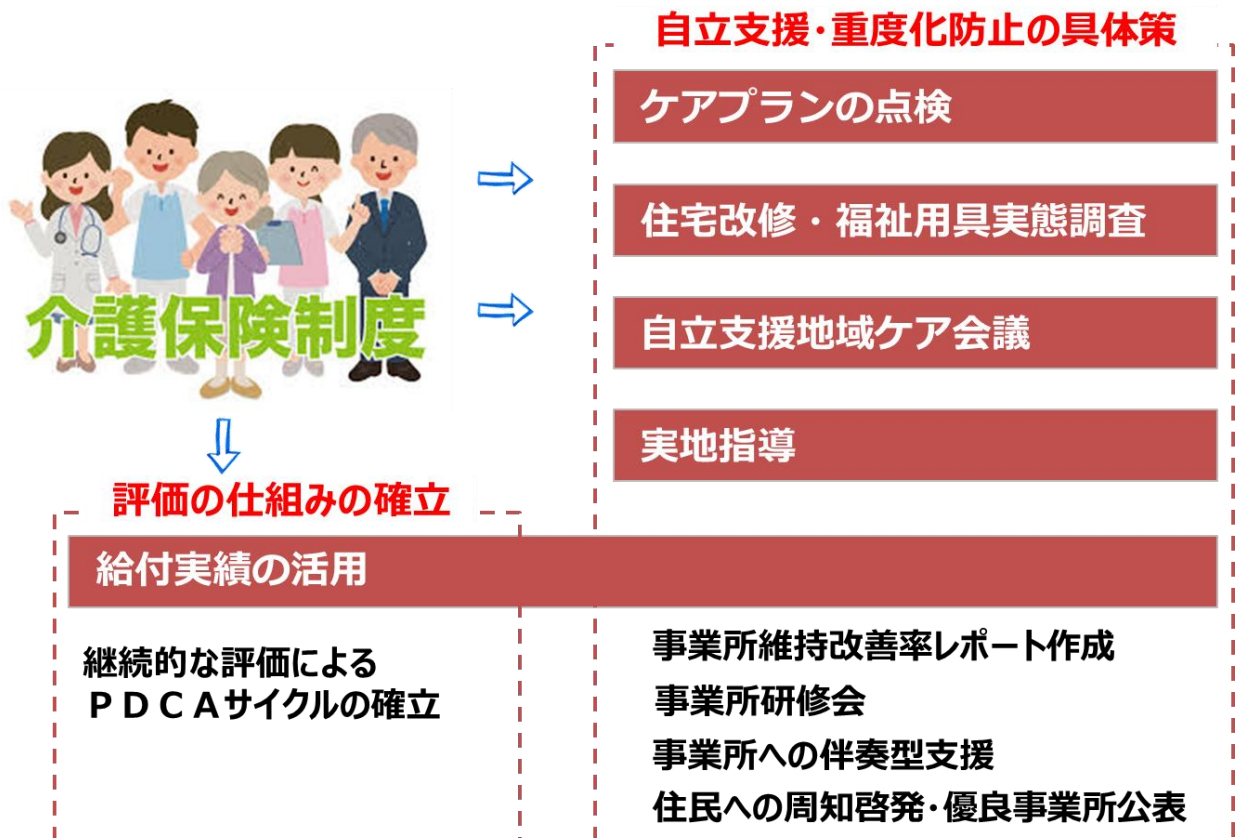 自立支援・重度化防止の具体策
ケアプランの点検
住宅改修・福祉用具実態調査
自立支援地域ケア会議
実地指導
介護保険制度
評価の仕組みの確立
給付実績の活用
継続的な評価による
ＰＤＣＡサイクルの確立
事業所維持改善率レポート作成
事業所研修会
事業所への伴奏型支援
住民への周知啓発・優良事業所公表